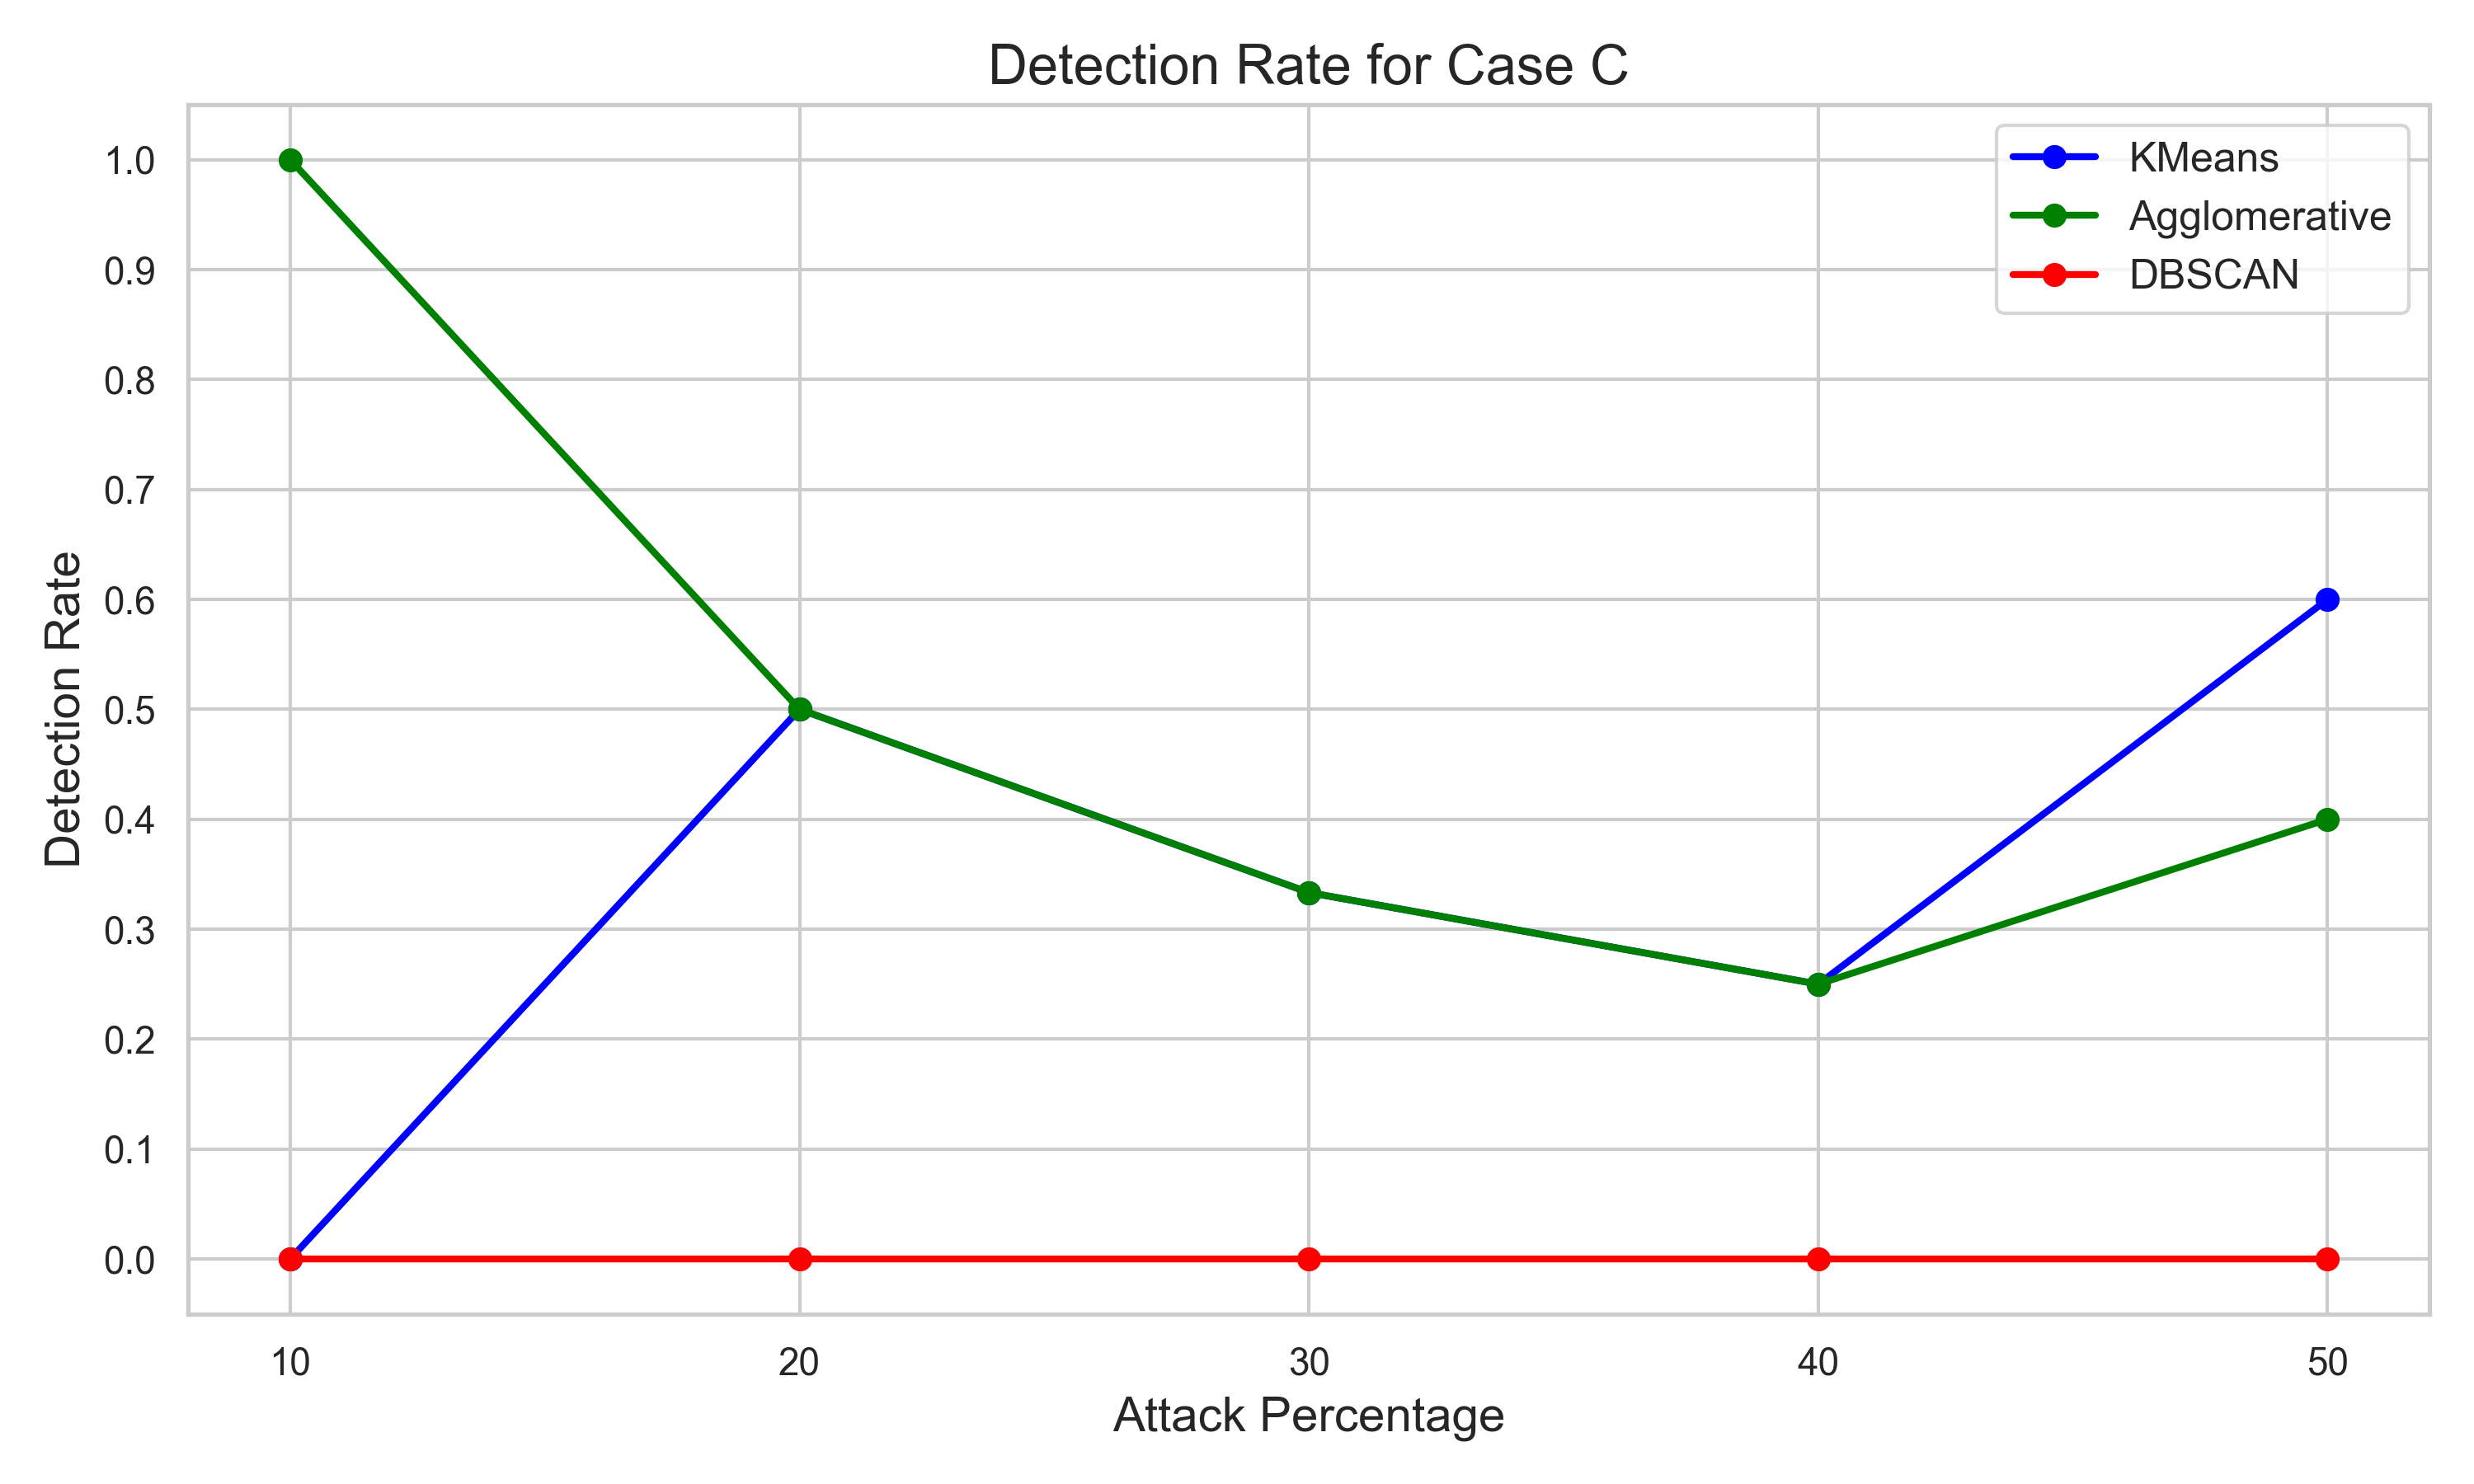 Detection Rate for Case C
KMeans
Agglomerative
DBSCAN
Detection Rate
1.0
0.9
0.8
0.7
0.6
0.5
0.4
0.3
0.2
0.1
0.0
10 20 30 40 50
Attack Percentage